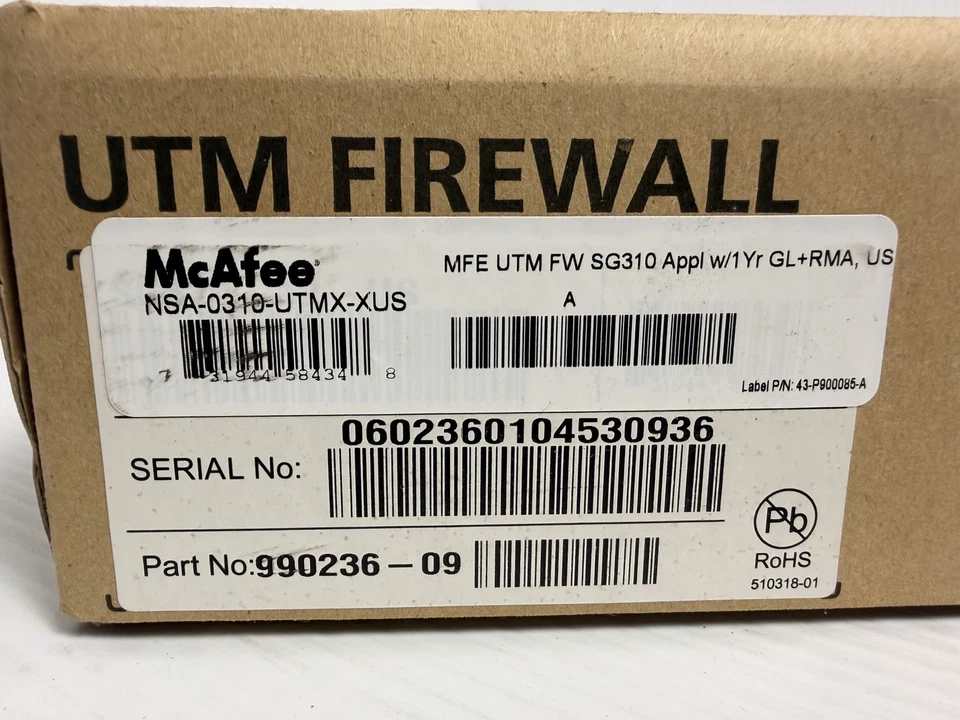 UTM FIREWALL
McAfee®
MFE UTM FW SG310 Appl w/1Yr GL+RMA, US
NSA-0310-UTMX-XUS
A
7 31944 58434 8
Label P/N: 43-P900085-A
0602360104530936
SERIAL No:
Pb
RoHS
510318-01
Part No:990236-09